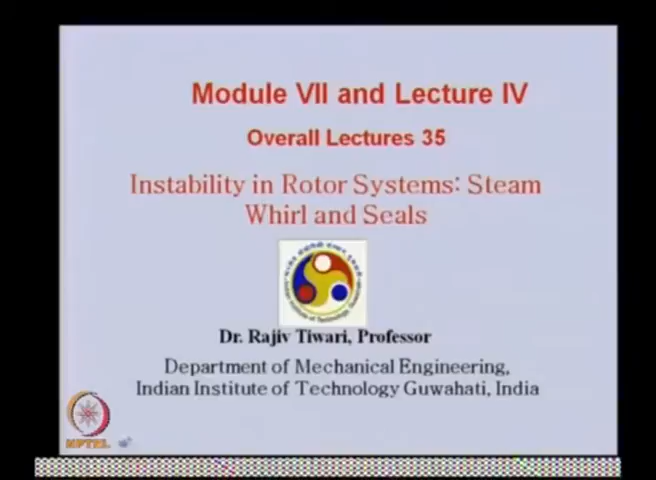 Module VII and Lecture IV
Overall Lectures 35
Instability in Rotor Systems: Steam
Whirl and Seals
Dr. Rajiv Tiwari, Professor
Department of Mechanical Engineering,
Indian Institute of Technology Guwahati, India
NPTEL